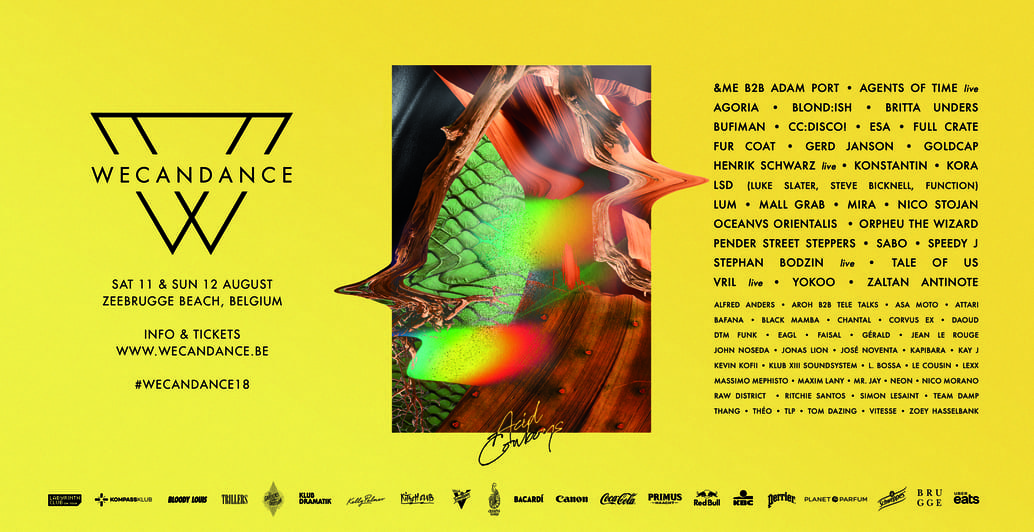 WECANDANCE
SAT 11 & SUN 12 AUGUST
ZEEBRUGGE BEACH, BELGIUM
INFO & TICKETS
WWW.WECANDANCE.BE
#WECANDANCE18
Acid
Cowboys
&ME B2B ADAM PORT • AGENTS OF TIME live
AGORIA • BLOND:ISH • BRITTA UNDERS
BUFIMAN • CC:DISCO! • ESA • FULL CRATE
FUR COAT • GERD JANSON • GOLDCAP
HENRIK SCHWARZ live • KONSTANTIN • KORA
LSD (LUKE SLATER, STEVE BICKNELL, FUNCTION)
LUM • MALL GRAB • MIRA • NICO STOJAN
OCEANVS ORIENTALIS • ORPHEU THE WIZARD
PENDER STREET STEPPERS • SABO • SPEEDY J
STEPHAN BODZIN live • TALE OF US
VRIL live • YOKOO • ZALTAN ANTINOTE
ALFRED ANDERS • AROH B2B TELE TALKS • ASA MOTO • ATTARI
BAFANA • BLACK MAMBA • CHANTAL • CORVUS EX • DAOUD
DTM FUNK • EAGL • FAISAL • GÉRALD • JEAN LE ROUGE
JOHN NOSEDA • JONAS LION • JOSÉ NOVENTA • KAPIBARA • KAY J
KEVIN KOFII • KLUB XIII SOUNDSYSTEM • L. BOSSA • LE COUSIN • LEXX
MASSIMO MEPHISTO • MAXIM LANY • MR. JAY • NEON • NICO MORANO
RAW DISTRICT • RITCHIE SANTOS • SIMON LESAINT • TEAM DAMP
THANG • THÉO • TLP • TOM DAZING • VITESSE • ZOEY HASSELBANK
LABYRINTH CLUB
KOMPASSKLUB
BLOODY LOUIS
TRILLERS
KLUB DRAMATIK
BACARDÍ
Canon
Coca-Cola
PRIMUS
HAACHT
Red Bull
KBC
perrier
PLANET PARFUM
Schweppes
BRUGGE
UBER eats